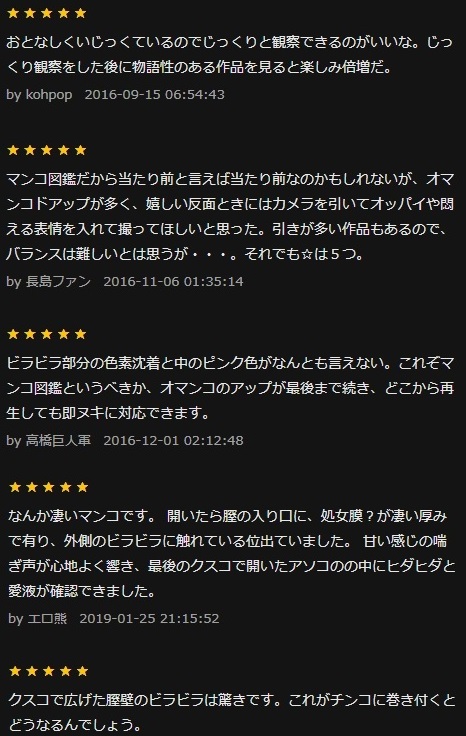 ★★★★★
おとなしくいじっくているのでじっくりと観察できるのがいいな。じっ
くり観察をした後に物語性のある作品を見ると楽しみ倍増だ。
by kohpop 2016-09-15 06:54:43
★★★★★
マンコ図鑑だから当たり前と言えば当たり前なのかもしれないが、オマ
ンコドアップが多く、嬉しい反面ときにはカメラを引いてオッパイや悶
える表情を入れて撮ってほしいと思った。引きが多い作品もあるので、
バランスは難しいとは思うが・・・。それでも☆は５つ。
by 長島ファン 2016-11-06 01:35:14
★★★★★
ビラビラ部分の色素沈着と中のピンク色がなんとも言えない。これぞマ
ンコ図鑑というべきか、オマンコのアップが最後まで続き、どこから再
生しても即ヌキに対応できます。
by 高橋巨人軍 2016-12-01 02:12:48
★★★★★
なんか凄いマンコです。 開いたら膣の入り口に、処女膜？が凄い厚み
で有り、外側のビラビラに触れている位出ていました。 甘い感じの喘
ぎ声が心地よく響き、最後のクスコで開いたアソコのの中にヒダヒダと
愛液が確認できました。
by エロ熊 2019-01-25 21:15:52
★★★★★
クスコで広げた膣壁のビラビラは驚きです。これがチンコに巻き付くと
どうなるんでしょう。